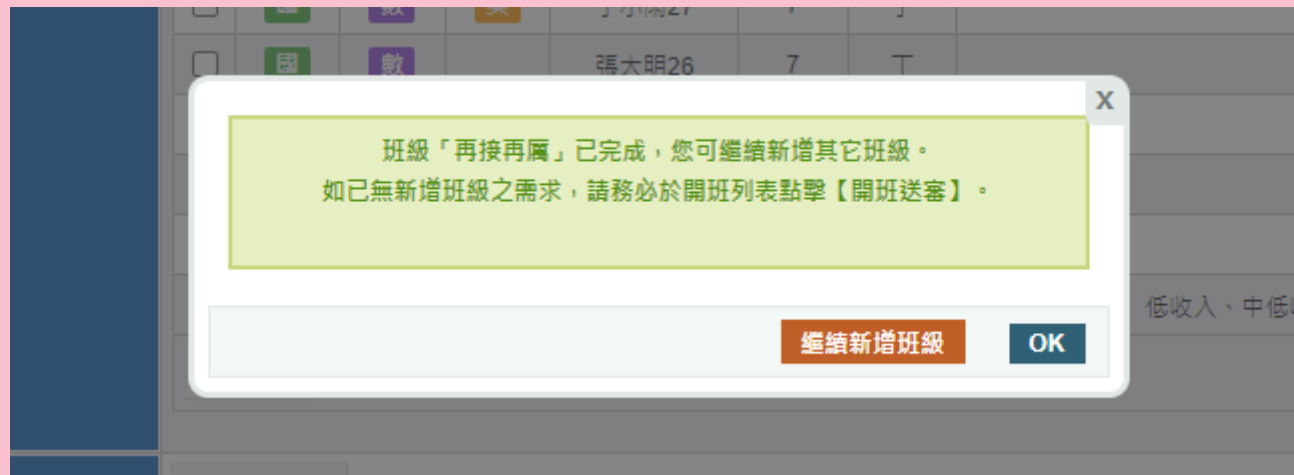 數
國 數 張大明26 7 丁
X
班級「再接再厲」已完成，您可繼續新增其它班級。
如已無新增班級之需求，請務必於開班列表點擊【開班送審】。
低收入、中低
繼續新增班級 OK